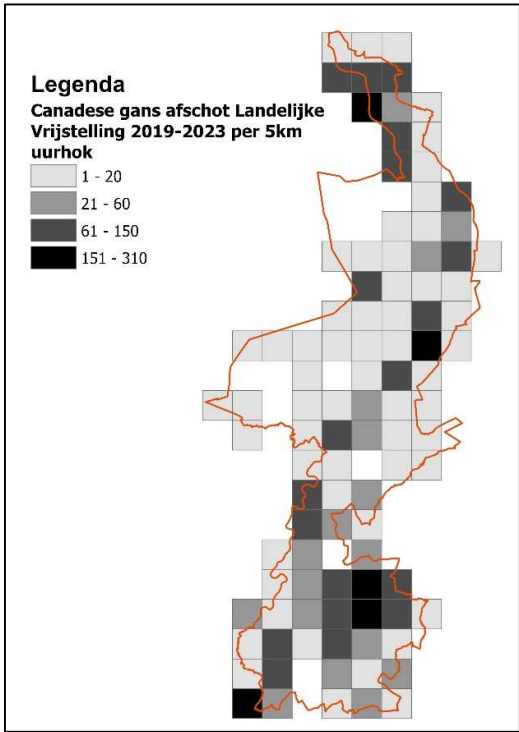 Legenda
Canadese gans afschot Landelijke
Vrijstelling 2019-2023 per 5km
uurhok
1 - 20
21 - 60
61 - 150
151 - 310